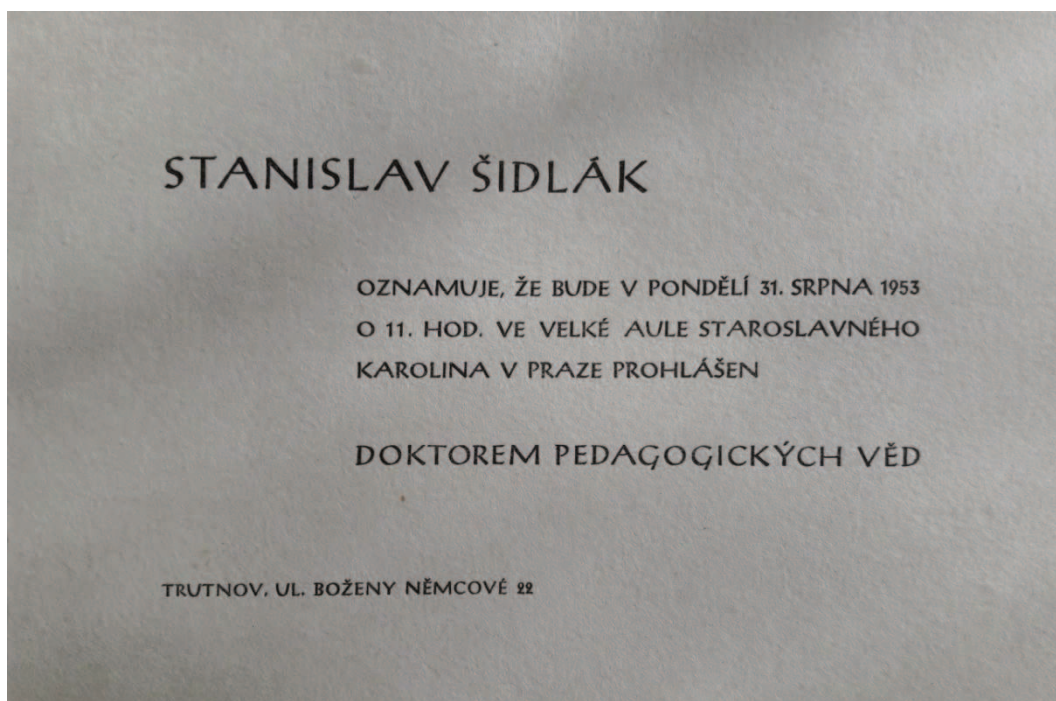 STANISLAV ŠIDLÁK
OZNAMUJE, ŽE BUDE V PONDĚLÍ 31. SRPNA 1953
O 11. HOD. VE VELKÉ AULE STAROSLAVNÉHO
KAROLINA V PRAZE PROHLÁŠEN
DOKTOREM PEDAGOGICKÝCH VĚD
TRUTNOV, UL. BOŽENY NĚMCOVÉ 22